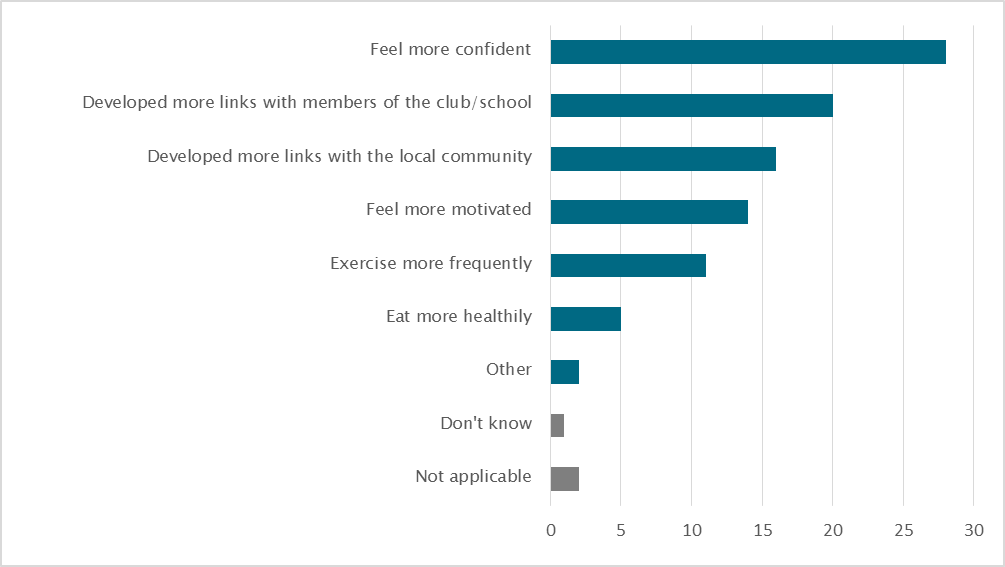 Feel more confident
Developed more links with members of the club/school
Developed more links with the local community
Feel more motivated
Exercise more frequently
Eat more healthily
Other
Don't know
Not applicable
0 5 10 15 20 25 30